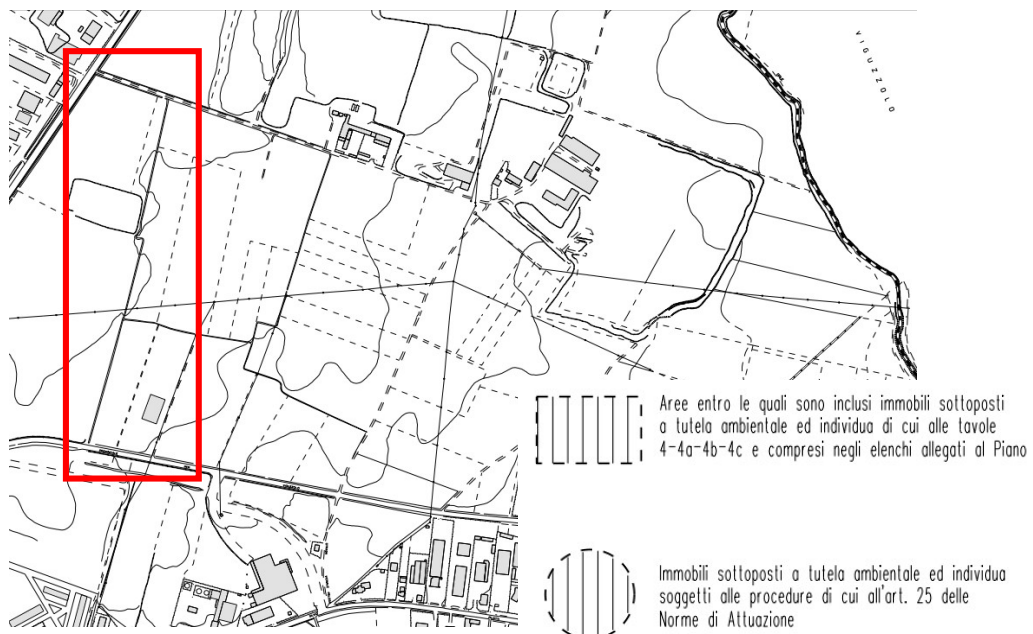 VIGUZZOLO
Aree entro le quali sono inclusi immobili sottoposti
a tutela ambientale ed individua di cui alle tavole
4-4a-4b-4c e compresi negli elenchi allegati al Piano
Immobili sottoposti a tutela ambientale ed individua
soggetti alle procedure di cui all'art. 25 delle
Norme di Attuazione